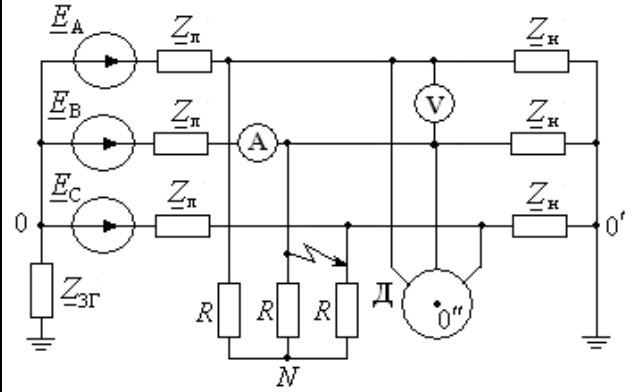 E_A Z_л Z_н
E_B Z_л A V Z_н
E_C Z_л Z_н
0 0'
Z_ЗГ R R R Д 0''
N